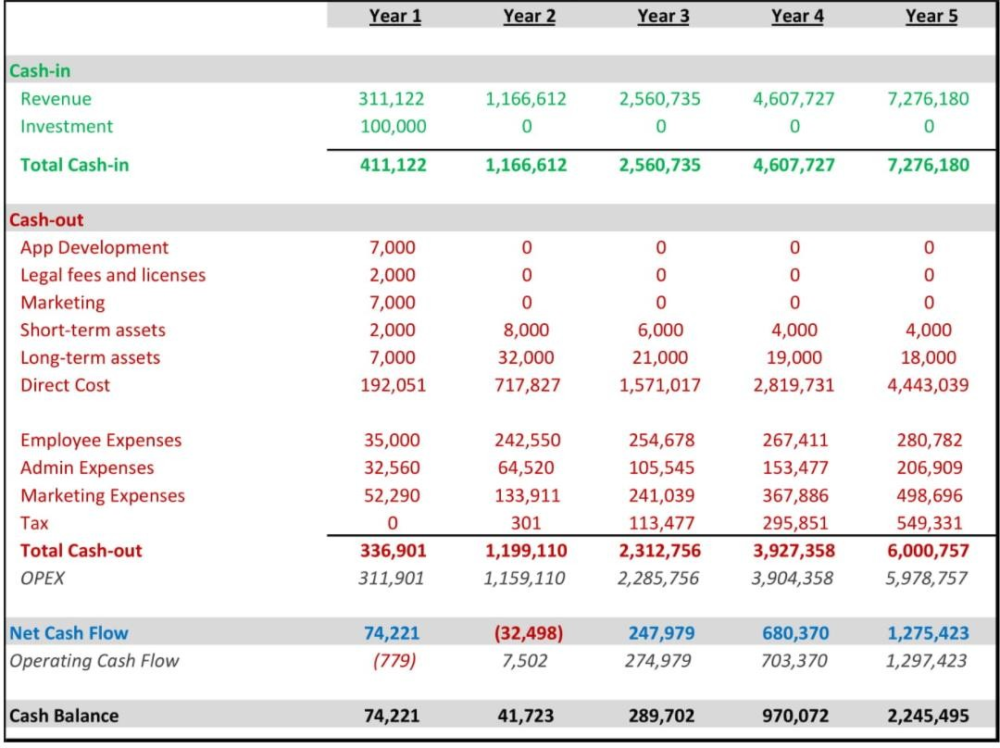 Year 1 Year 2 Year 3 Year 4 Year 5
Cash-in
Revenue 311,122 1,166,612 2,560,735 4,607,727 7,276,180
Investment 100,000 0 0 0 0
Total Cash-in 411,122 1,166,612 2,560,735 4,607,727 7,276,180
Cash-out
App Development 7,000 0 0 0 0
Legal fees and licenses 2,000 0 0 0 0
Marketing 7,000 0 0 0 0
Short-term assets 2,000 8,000 6,000 4,000 4,000
Long-term assets 7,000 32,000 21,000 19,000 18,000
Direct Cost 192,051 717,827 1,571,017 2,819,731 4,443,039
Employee Expenses 35,000 242,550 254,678 267,411 280,782
Admin Expenses 32,560 64,520 105,545 153,477 206,909
Marketing Expenses 52,290 133,911 241,039 367,886 498,696
Tax 0 301 113,477 295,851 549,331
Total Cash-out 336,901 1,199,110 2,312,756 3,927,358 6,000,757
OPEX 311,901 1,159,110 2,285,756 3,904,358 5,978,757
Net Cash Flow 74,221 (32,498) 247,979 680,370 1,275,423
Operating Cash Flow (779) 7,502 274,979 703,370 1,297,423
Cash Balance 74,221 41,723 289,702 970,072 2,245,495